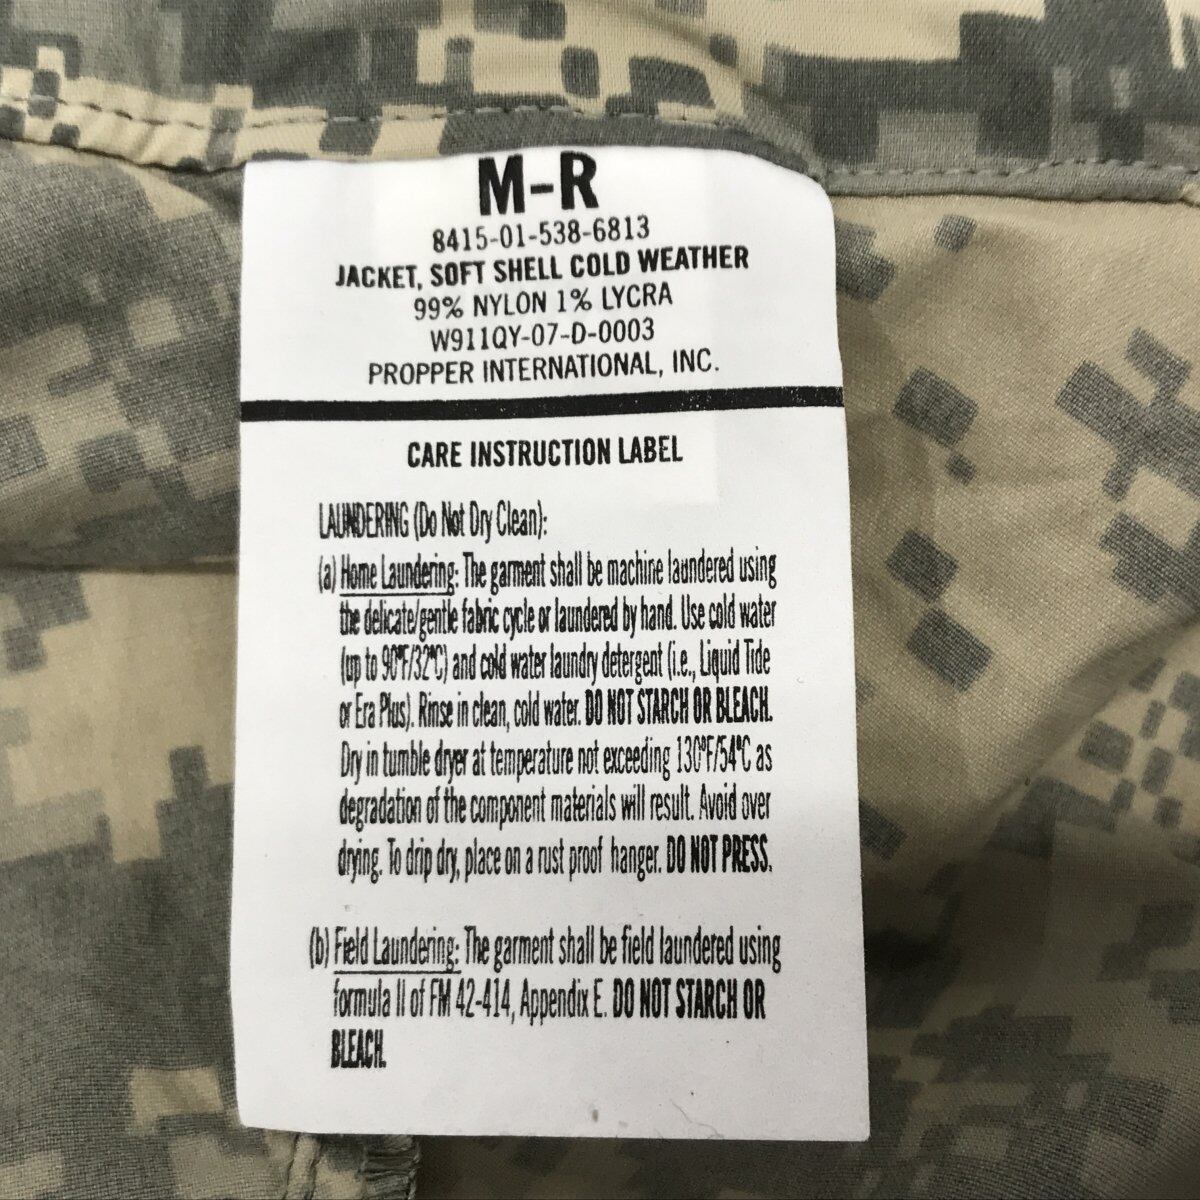 M-R
8415-01-538-6813
JACKET, SOFT SHELL COLD WEATHER
99% NYLON 1% LYCRA
W911QY-07-D-0003
PROPPER INTERNATIONAL, INC.
CARE INSTRUCTION LABEL
LAUNDERING (Do Not Dry Clean):
(a) Home Laundering: The garment shall be machine laundered using
the delicate/gentle fabric cycle or laundered by hand. Use cold water
(up to 90°F/32°C) and cold water laundry detergent (i.e., Liquid Tide
or Era Plus). Rinse in clean, cold water. DO NOT STARCH OR BLEACH.
Dry in tumble dryer at temperature not exceeding 130°F/54°C as
degradation of the component materials will result. Avoid over
drying. To drip dry, place on a rust proof hanger. DO NOT PRESS.
(b) Field Laundering: The garment shall be field laundered using
formula II of FM 42-414, Appendix E. DO NOT STARCH OR
BLEACH.